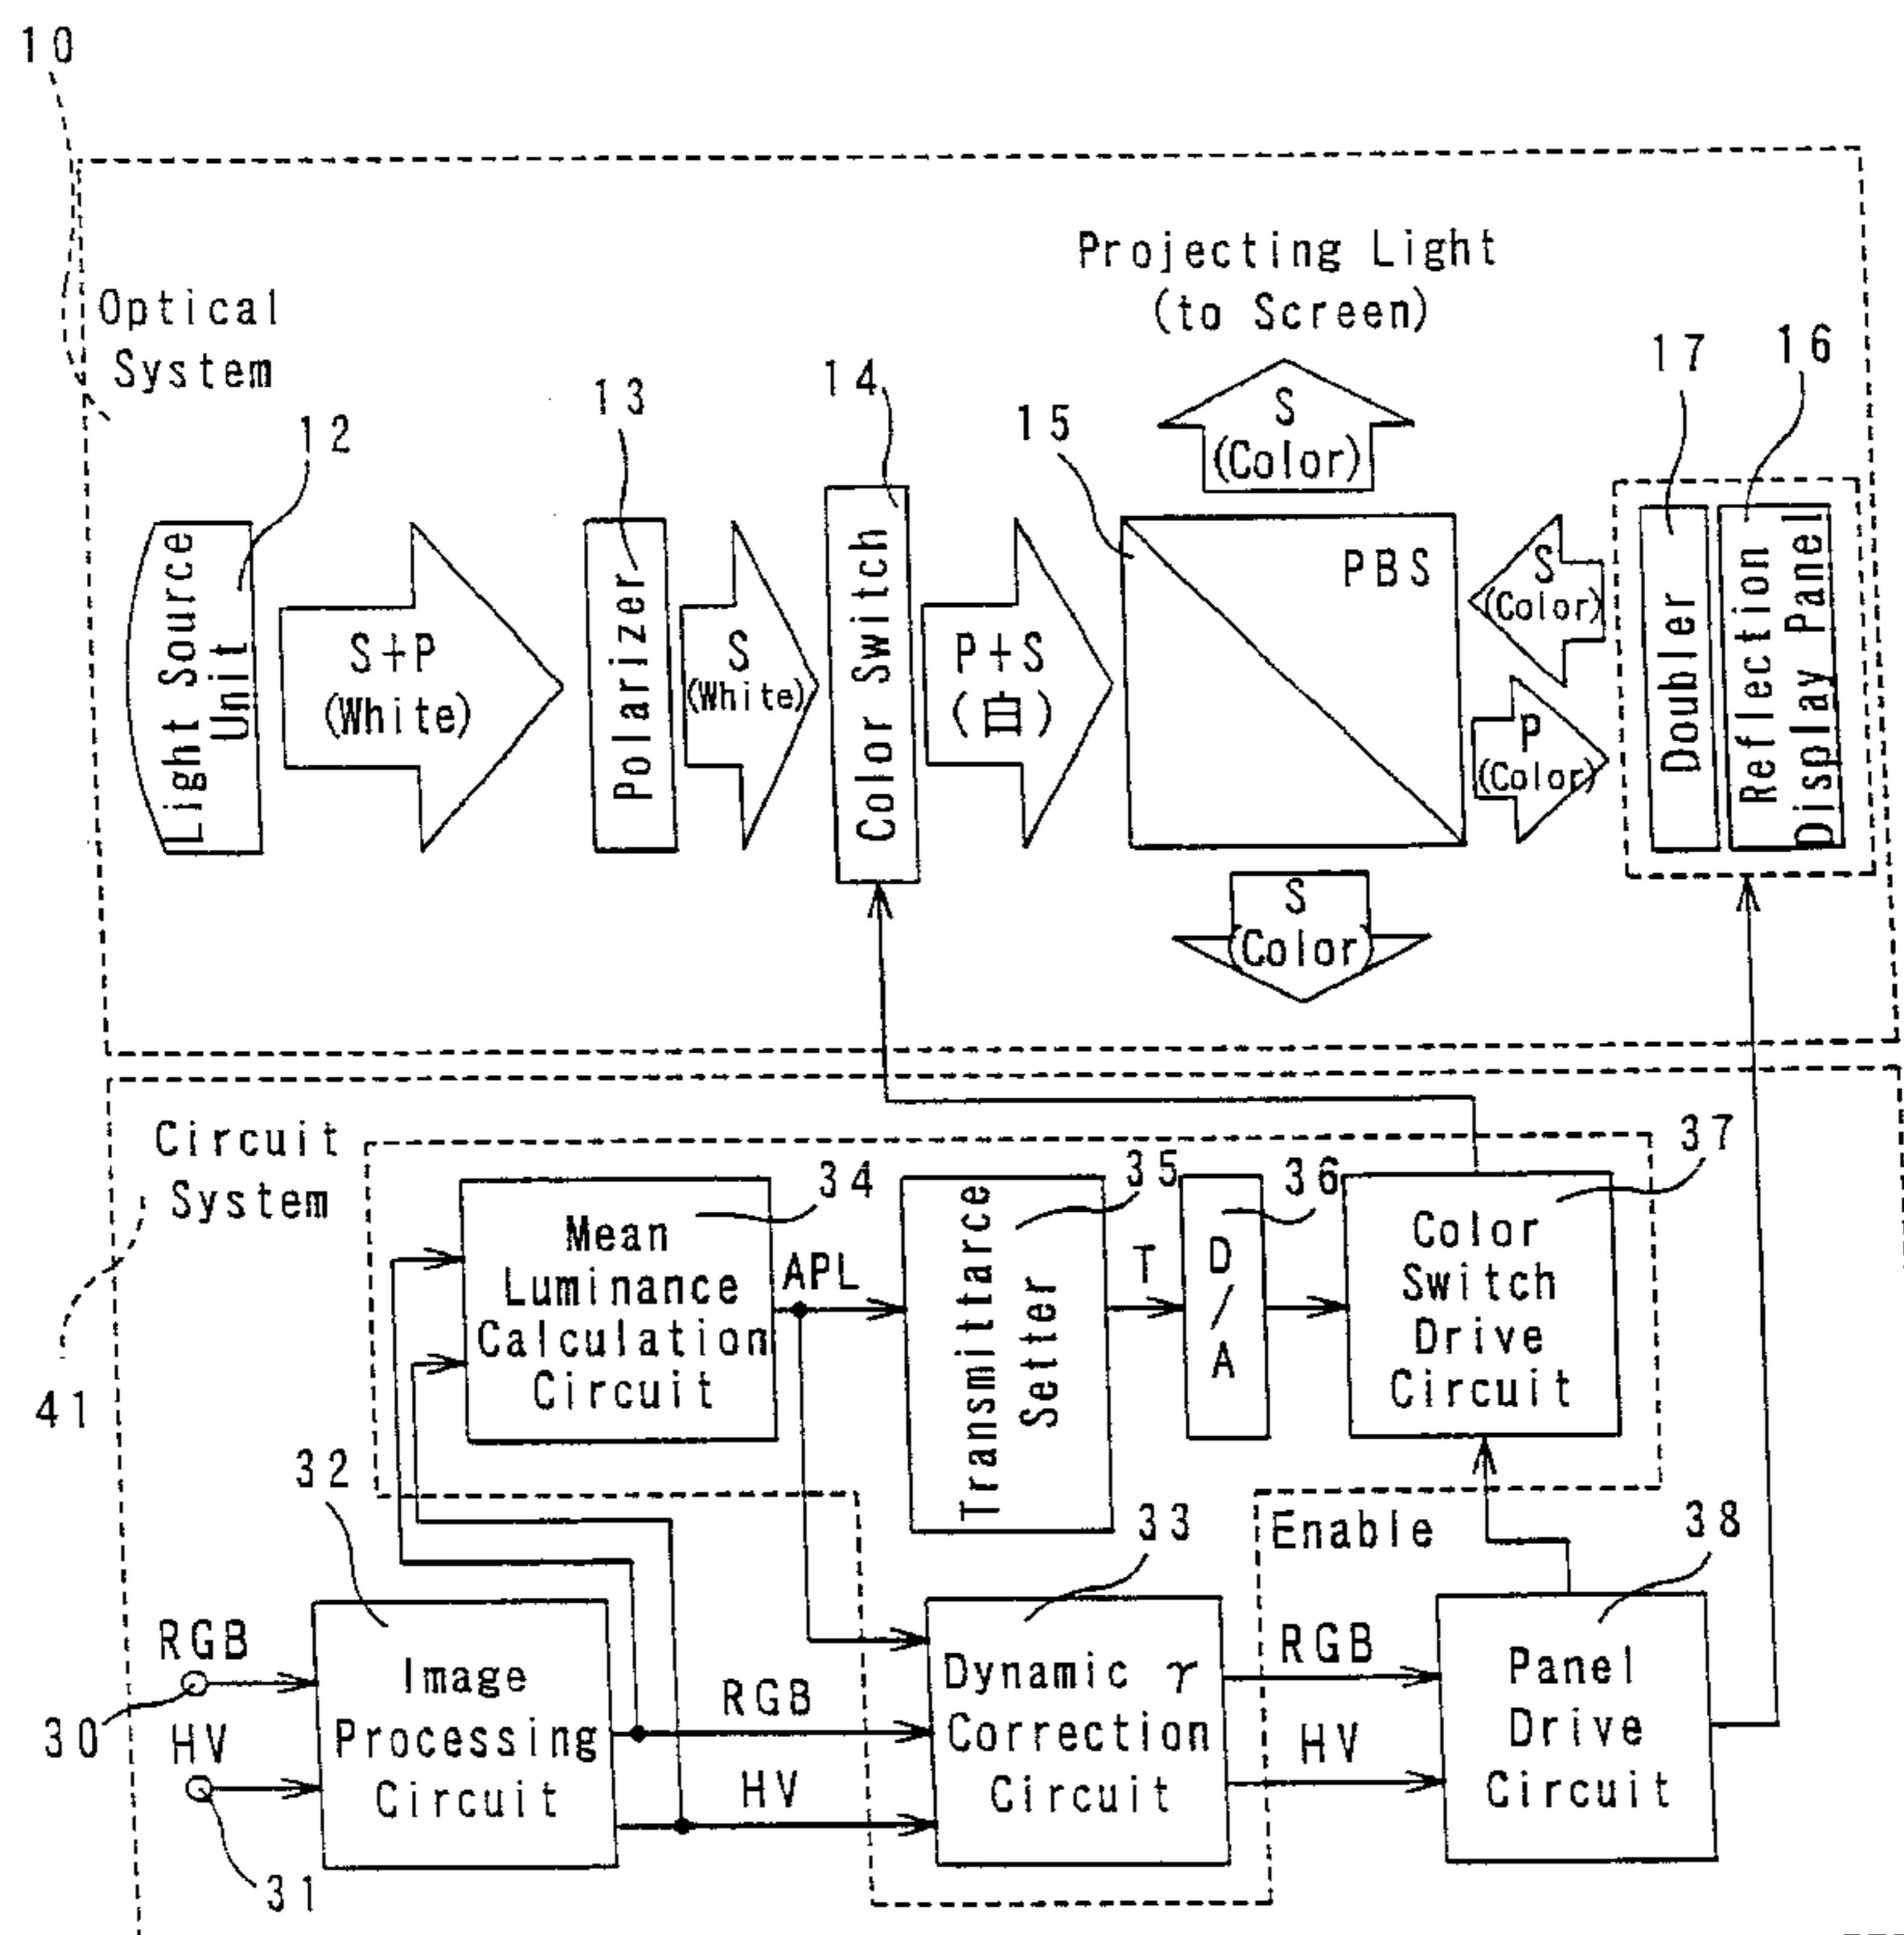 10
Optical
System
Projecting Light
(to Screen)
12
13
14
15
17
16
Light Source
Unit
S+P
(White)
Polarizer
S
(White)
Color Switch
P+S
(自)
S
(Color)
PBS
S
(Color)
P
(Color)
Doubler
Reflection
Display Panel
S
(Color)
Circuit
System
41
34
35
36
37
Mean
Luminance
Calculation
Circuit
APL
Transmittarce
Setter
T
D
/
A
Color
Switch
Drive
Circuit
32
33
Enable
38
RGB
30
HV
31
Image
Processing
Circuit
RGB
HV
Dynamic γ
Correction
Circuit
RGB
HV
Panel
Drive
Circuit